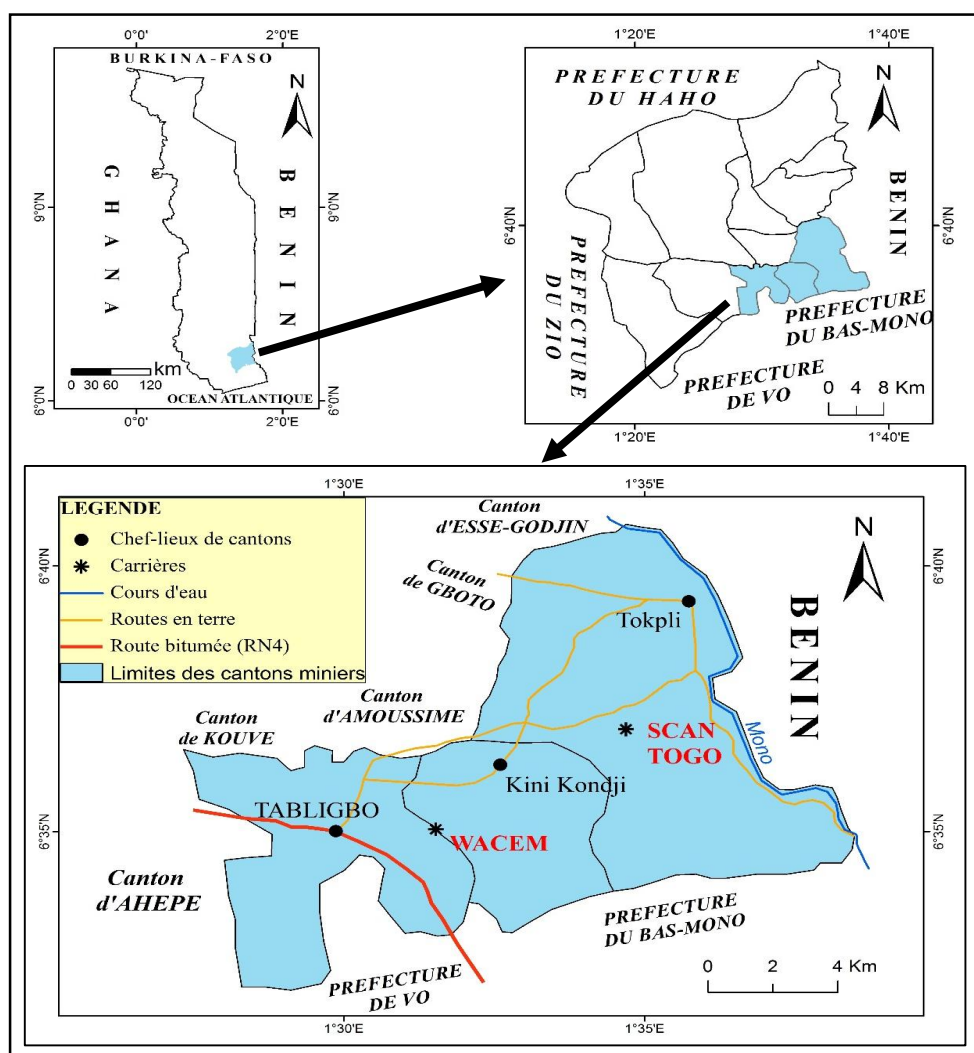 0°0'
2°0'E
BURKINA-FASO
N
GHANA
BENIN
9°0'N
9°0'N
6°0'N
6°0'N
km
0 30 60 120
OCEAN ATLANTIQUE
0°0'
2°0'E
1°20'E
1°40'E
PREFECTURE
DU HAHO
N
BENIN
6°40'N
6°40'N
PREFECTURE
DU ZIO
PREFECTURE
DU BAS-MONO
PREFECTURE
DE VO
0 4 8 Km
1°20'E
1°40'E
1°30'E
1°35'E
LEGENDE
Chef-lieux de cantons
Carrières
Cours d'eau
Routes en terre
Route bitumée (RN4)
Limites des cantons miniers
Canton
d'ESSE-GODJIN
Canton
de GBOTO
N
6°40'N
6°40'N
BENIN
Tokpli
Canton
d'AMOUSSIME
Canton
de KOUVE
SCAN
TOGO
Mono
Kini Kondji
TABLIGBO
WACEM
6°35'N
6°35'N
Canton
d'AHEPE
PREFECTURE
DU BAS-MONO
PREFECTURE
DE VO
0 2 4 Km
1°30'E
1°35'E